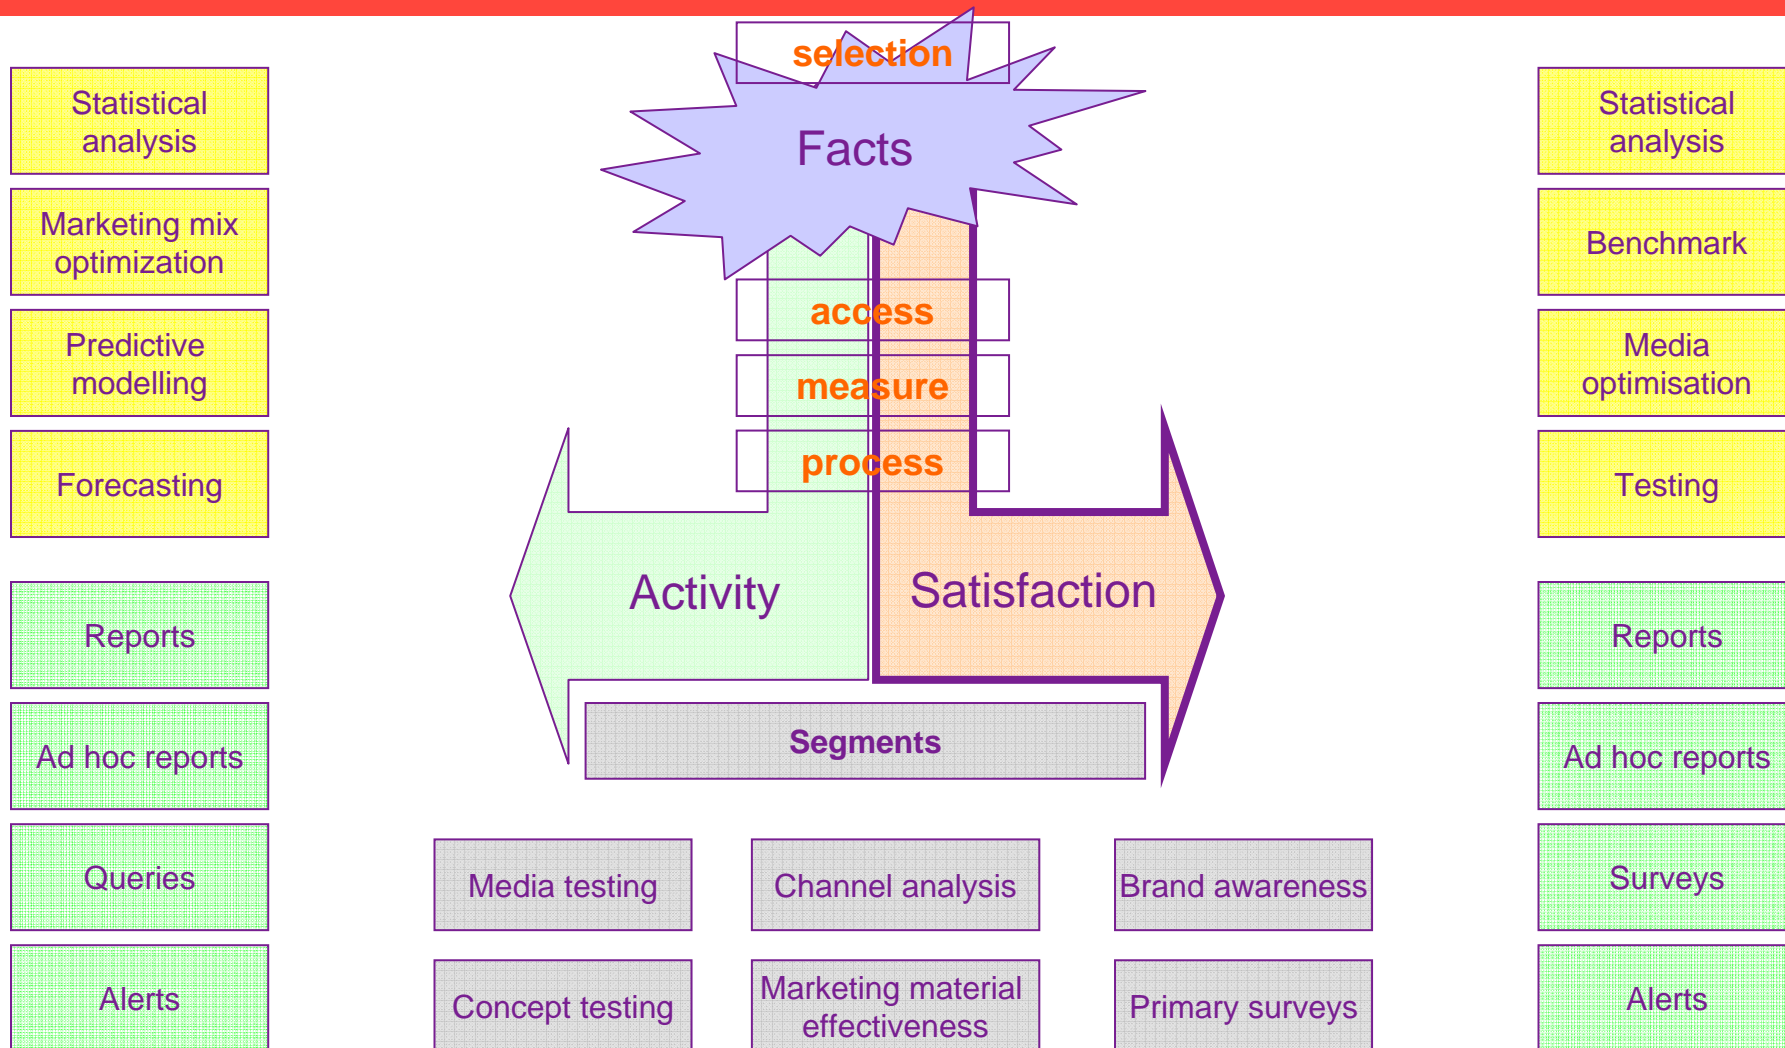 selection
Facts
access
measure
process
Activity
Satisfaction
Segments
Statistical
analysis
Marketing mix
optimization
Predictive
modelling
Forecasting
Reports
Ad hoc reports
Queries
Alerts
Statistical
analysis
Benchmark
Media
optimisation
Testing
Reports
Ad hoc reports
Surveys
Alerts
Media testing
Channel analysis
Brand awareness
Concept testing
Marketing material
effectiveness
Primary surveys